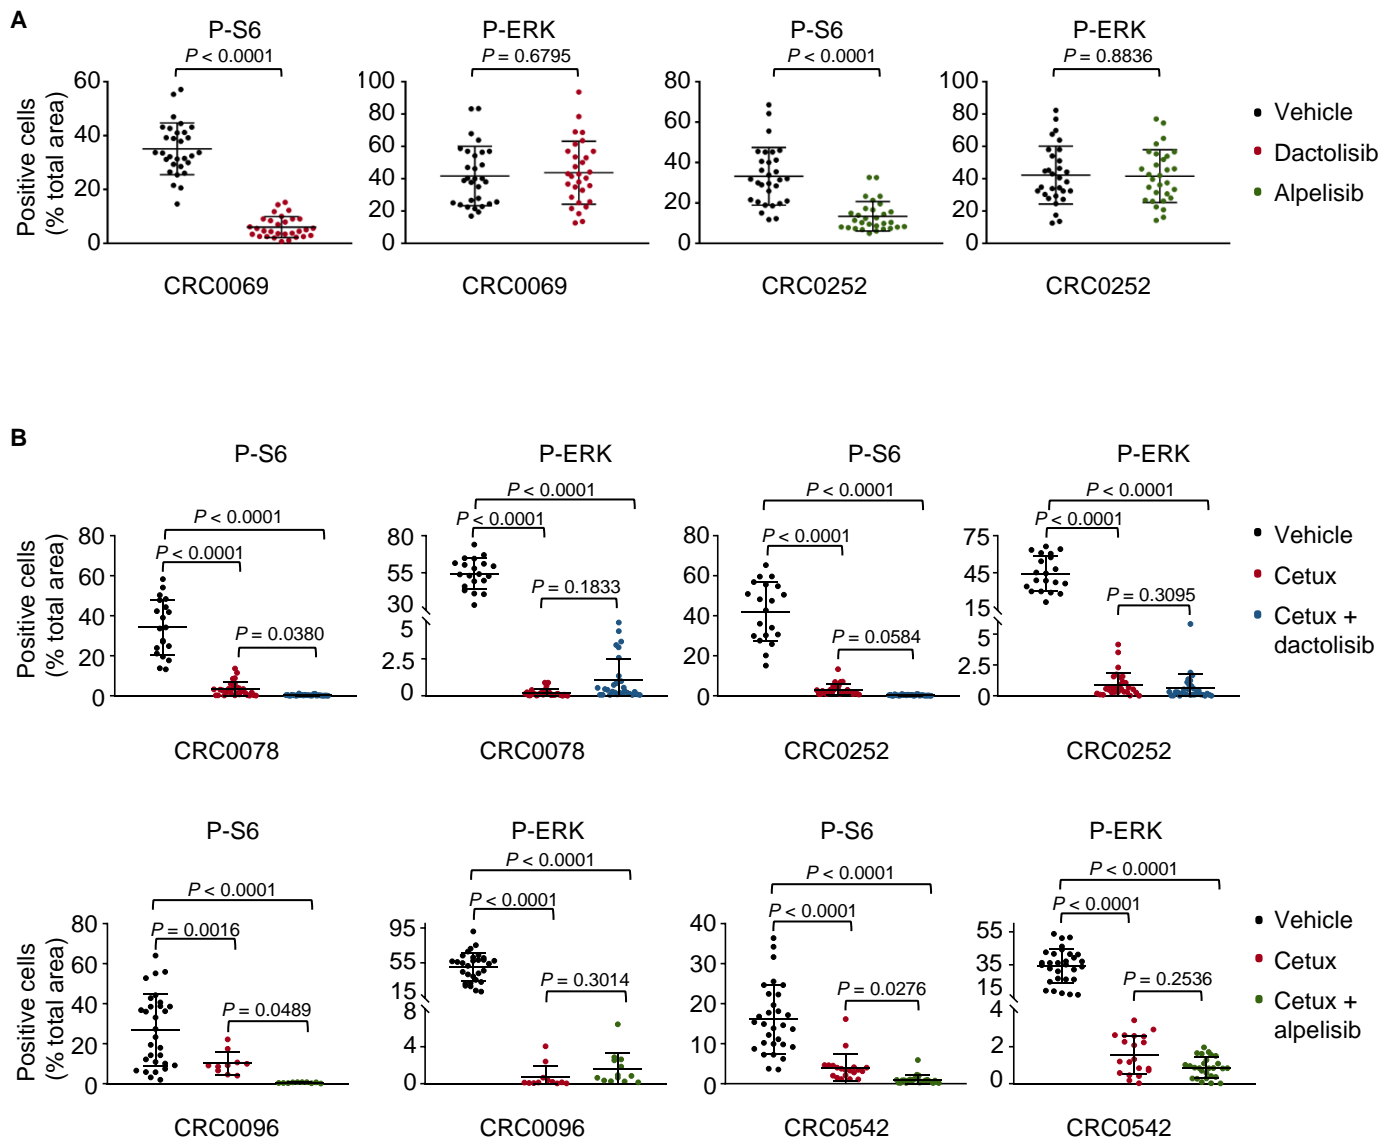 A
P-S6
P < 0.0001
P-ERK
P = 0.6795
P-S6
P < 0.0001
P-ERK
P = 0.8836
Positive cells
(% total area)
60
40
20
0
100
80
60
40
20
0
80
60
40
20
0
100
80
60
40
20
0
Vehicle
Dactolisib
Alpelisib
CRC0069
CRC0069
CRC0252
CRC0252
B
P-S6
P-ERK
P-S6
P-ERK
P < 0.0001
P < 0.0001
P = 0.0380
P < 0.0001
P < 0.0001
P = 0.1833
P < 0.0001
P < 0.0001
P = 0.0584
P < 0.0001
P < 0.0001
P = 0.3095
Positive cells
(% total area)
80
60
40
20
0
80
55
30
5
2.5
0
80
60
40
20
0
75
45
15
5
2.5
0
Vehicle
Cetux
Cetux +
dactolisib
CRC0078
CRC0078
CRC0252
CRC0252
P-S6
P-ERK
P-S6
P-ERK
P < 0.0001
P = 0.0016
P = 0.0489
P < 0.0001
P < 0.0001
P = 0.3014
P < 0.0001
P < 0.0001
P = 0.0276
P < 0.0001
P < 0.0001
P = 0.2536
Positive cells
(% total area)
80
60
40
20
0
95
55
15
8
4
0
40
30
20
10
0
55
35
15
4
2
0
Vehicle
Cetux
Cetux +
alpelisib
CRC0096
CRC0096
CRC0542
CRC0542